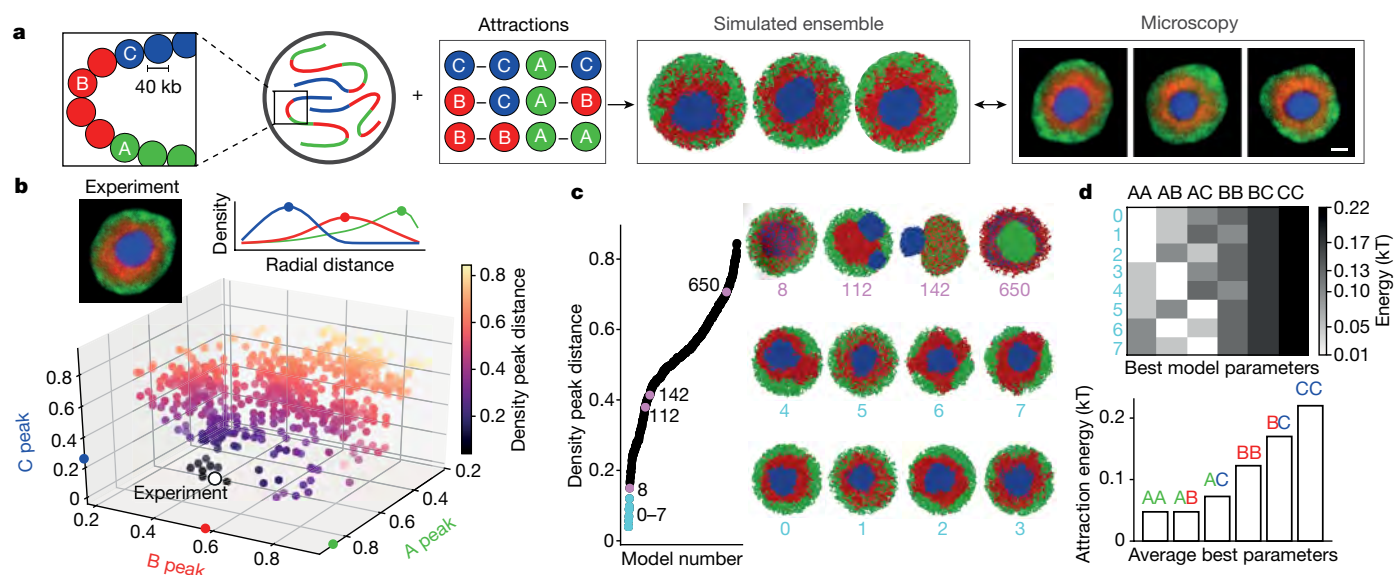 a
C
B
A
40 kb
+
Attractions
C – C A – C
B – C A – B
B – B A – A
Simulated ensemble
Microscopy
b
Experiment
Density
Radial distance
0.8
0.6
0.4
0.2
Density peak distance
0.8
0.6
0.4
0.2
0
C peak
0.2
0.4
0.6
0.8
B peak
0.8
0.6
0.4
0.2
A peak
Experiment
c
Density peak distance
0.8
0.6
0.4
0.2
0
650
142
112
8
0–7
Model number
8 112 142 650
4 5 6 7
0 1 2 3
d
AA AB AC BB BC CC
0
1
2
3
4
5
6
7
Best model parameters
0.22
0.17
0.13
0.10
0.05
0.01
Energy (kT)
Attraction energy (kT)
0.2
0.1
0
AA AB AC BB BC CC
Average best parameters